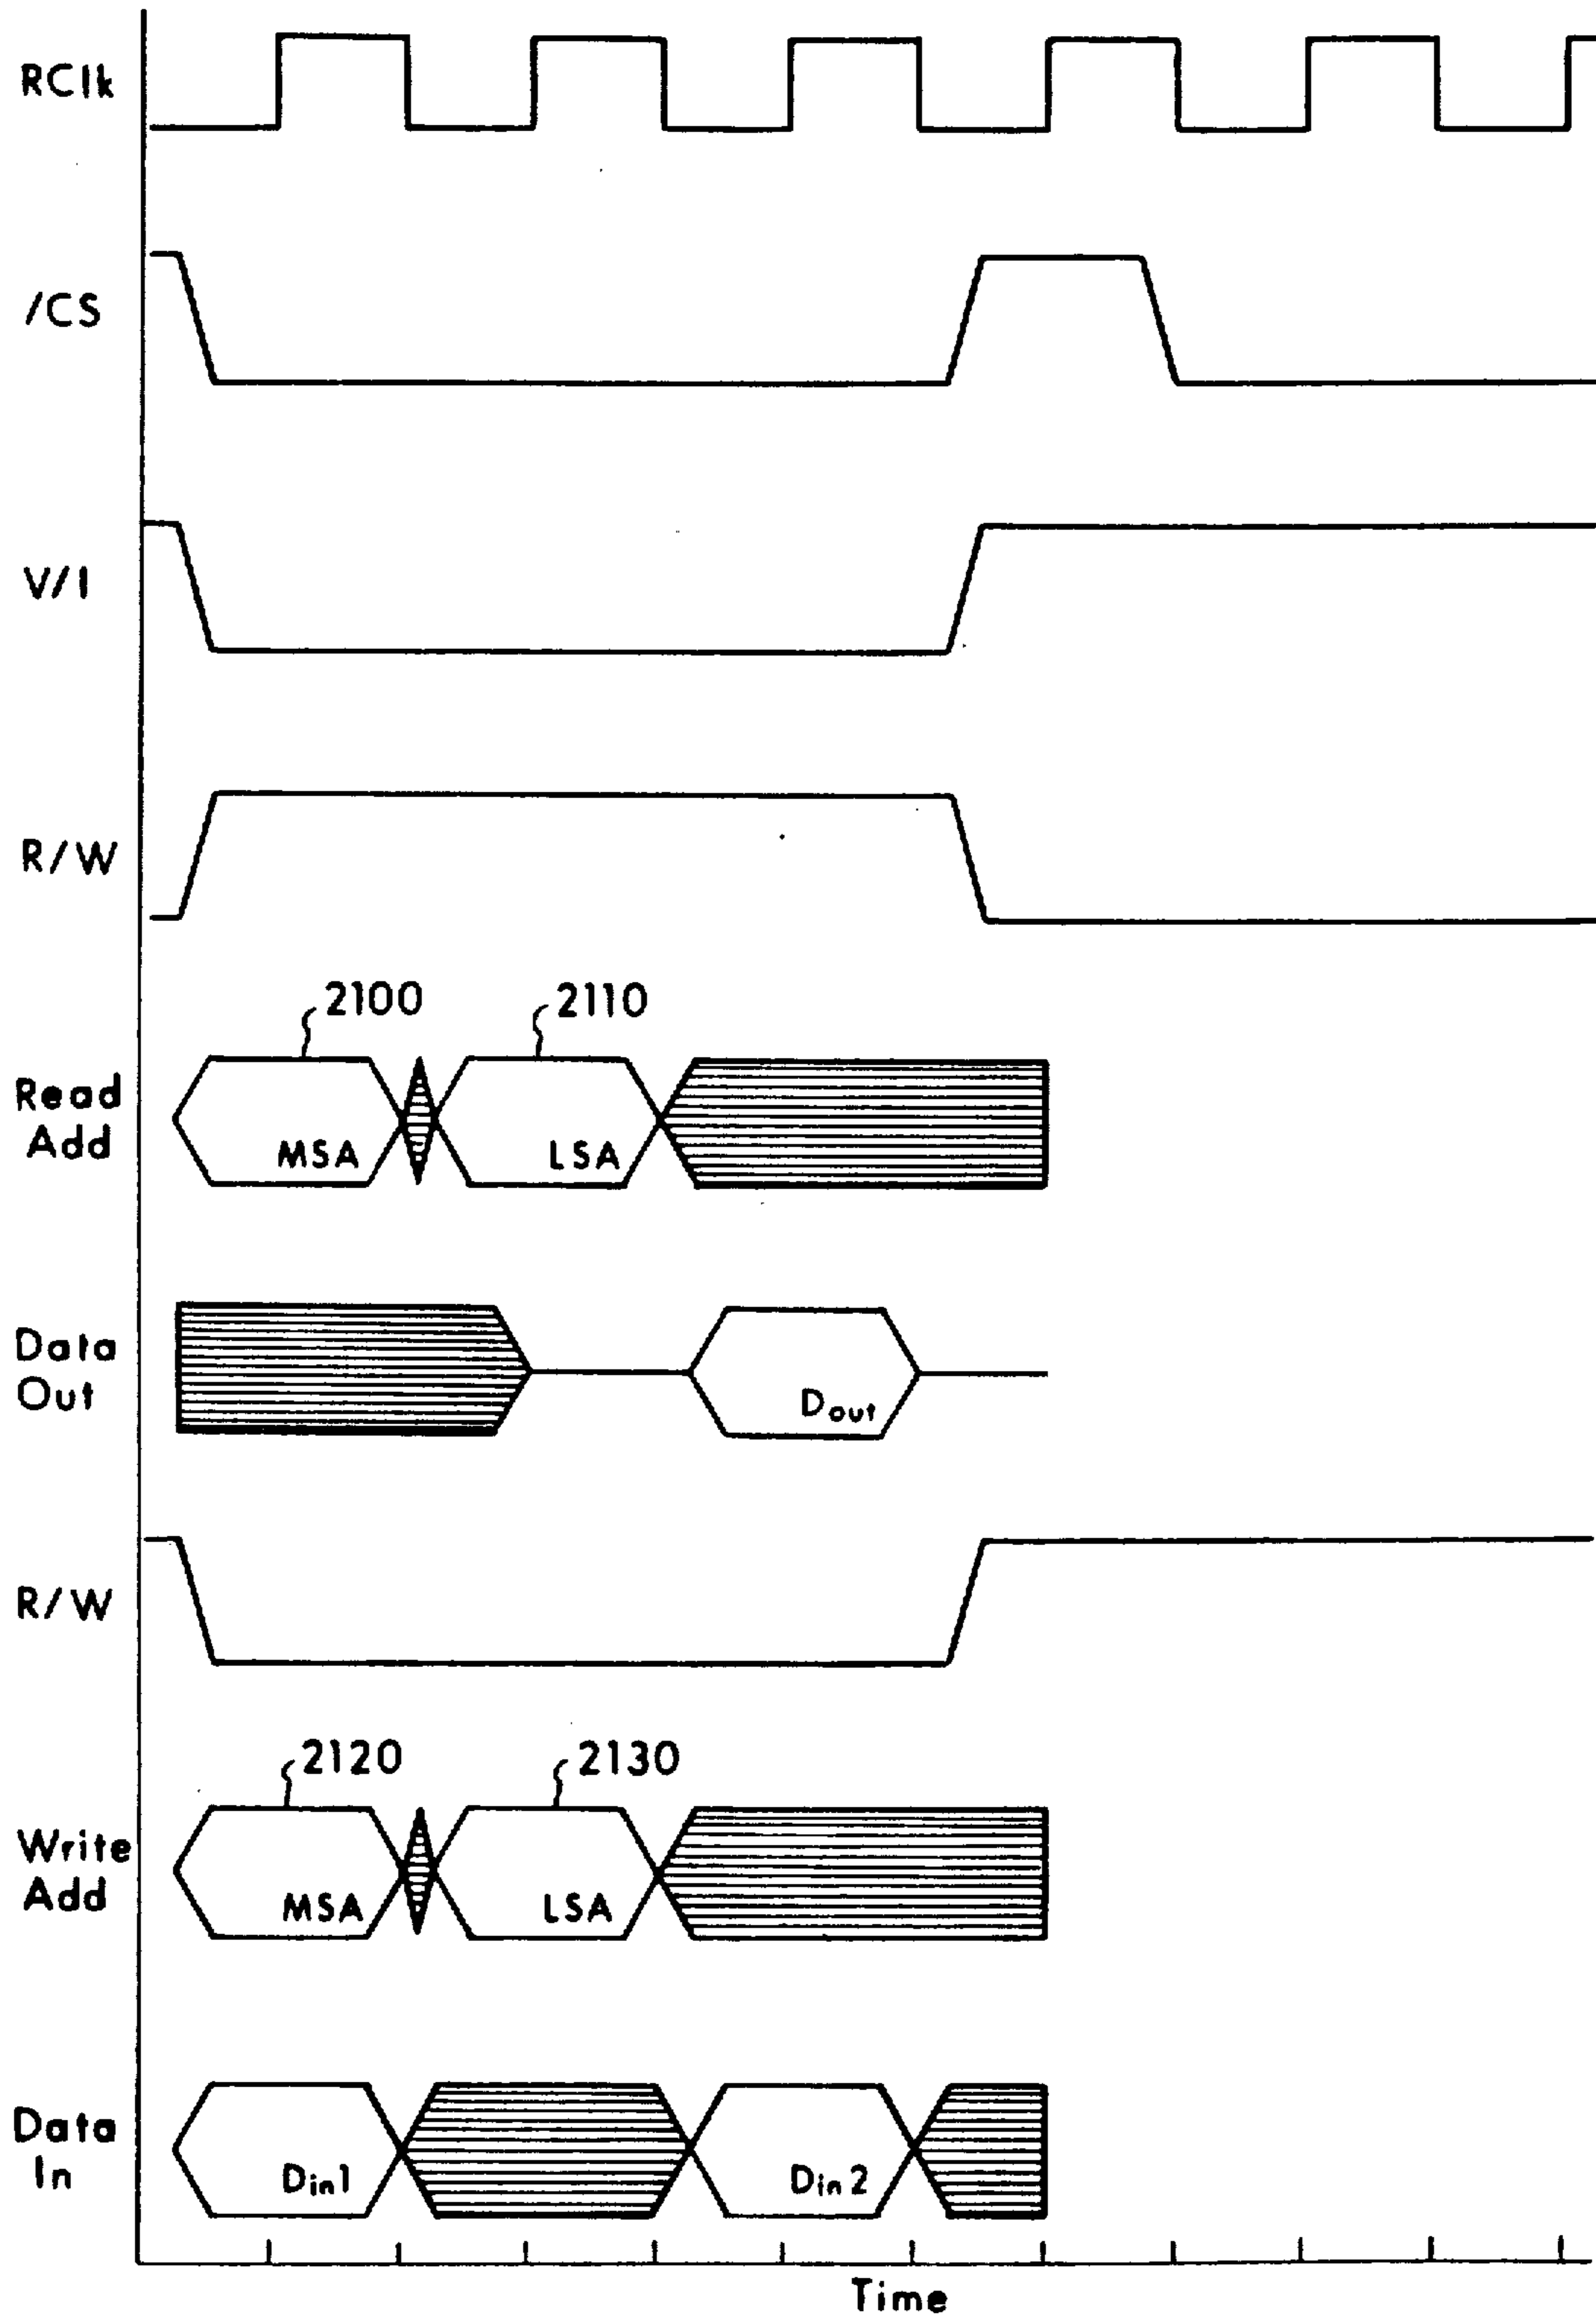 RClk
/CS
V/I
R/W
2100
2110
Read
Add
MSA
LSA
Data
Out
Dout
R/W
2120
2130
Write
Add
MSA
LSA
Data
In
Din1
Din2
Time